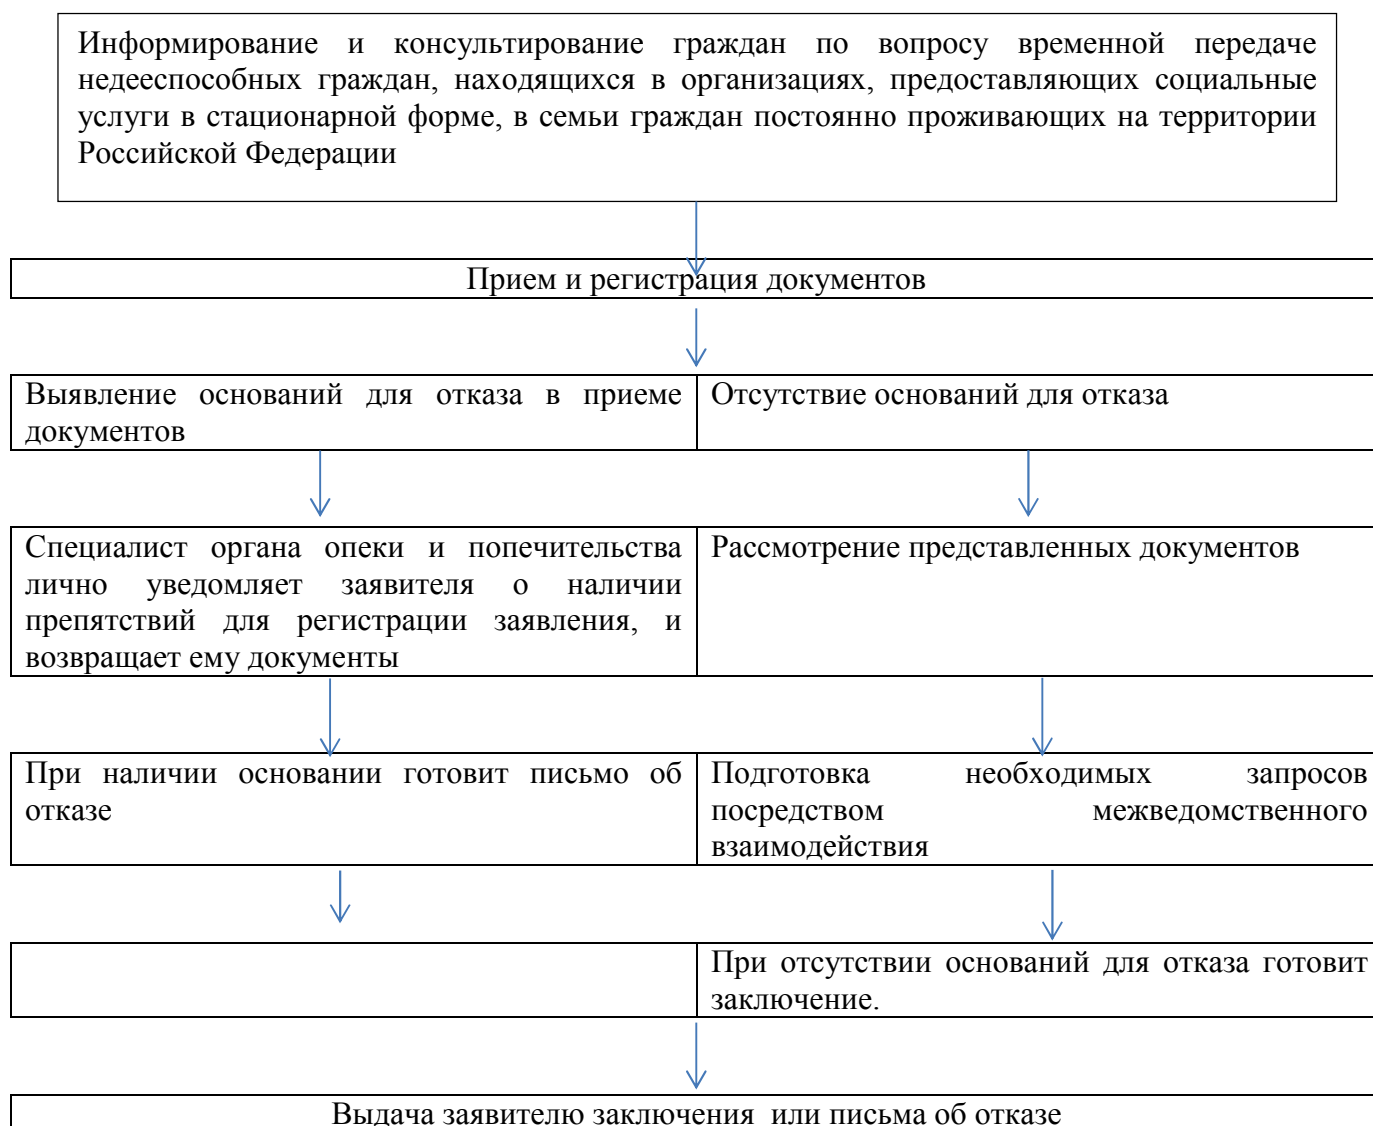 Информирование и консультирование граждан по вопросу временной передаче
недееспособных граждан, находящихся в организациях, предоставляющих социальные
услуги в стационарной форме, в семьи граждан постоянно проживающих на территории
Российской Федерации
Прием и регистрация документов
Выявление оснований для отказа в приеме
документов
Отсутствие оснований для отказа
Специалист органа опеки и попечительства
лично уведомляет заявителя о наличии
препятствий для регистрации заявления, и
возвращает ему документы
Рассмотрение представленных документов
При наличии основании готовит письмо об
отказе
Подготовка необходимых запросов
посредством межведомственного
взаимодействия
При отсутствии оснований для отказа готовит
заключение.
Выдача заявителю заключения или письма об отказе